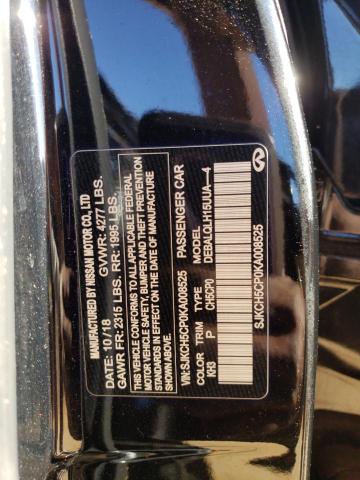 MANUFACTURED BY NISSAN MOTOR CO., LTD.
DATE: 10/18 GVWR: 4277 LBS.
GAWR FR: 2315 LBS. RR: 1995 LBS.
THIS VEHICLE CONFORMS TO ALL APPLICABLE FEDERAL
MOTOR VEHICLE SAFETY, BUMPER AND THEFT PREVENTION
STANDARDS IN EFFECT ON THE DATE OF MANUFACTURE
SHOWN ABOVE.
VIN: SJKCH5CP0KA008525 PASSENGER CAR
COLOR TRIM TYPE MODEL
KH3 P CH5CP0 DEBALQLH15UUA-----4
SJKCH5CP0KA008525